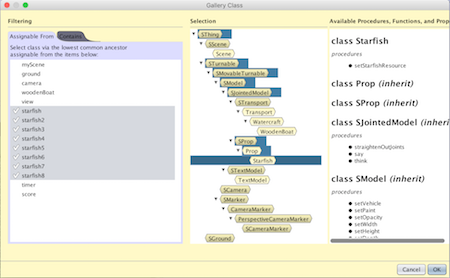 Gallery Class
Filtering
Assignable From
Contains
Select class via the lowest common ancestor
assignable from the items below:
myScene
ground
camera
woodenBoat
view
starfish
starfish2
starfish3
starfish4
starfish5
starfish6
starfish7
starfish8
timer
score
Selection
SThing
SScene
Scene
STurnable
SMovableTurnable
SModel
SJointedModel
STransport
Transport
Watercraft
WoodenBoat
SProp
Prop
Starfish
STextModel
TextModel
SCamera
SMarker
CameraMarker
PerspectiveCameraMarker
SCameraMarker
SGround
Available Procedures, Functions, and Prop
class Starfish
procedures
setStarfishResource
class Prop (inherit)
class SProp (inherit)
class SJointedModel (inherit)
procedures
straightenOutJoints
say
think
class SModel (inherit)
procedures
setVehicle
setPaint
setOpacity
setWidth
setHeight
Cancel
OK